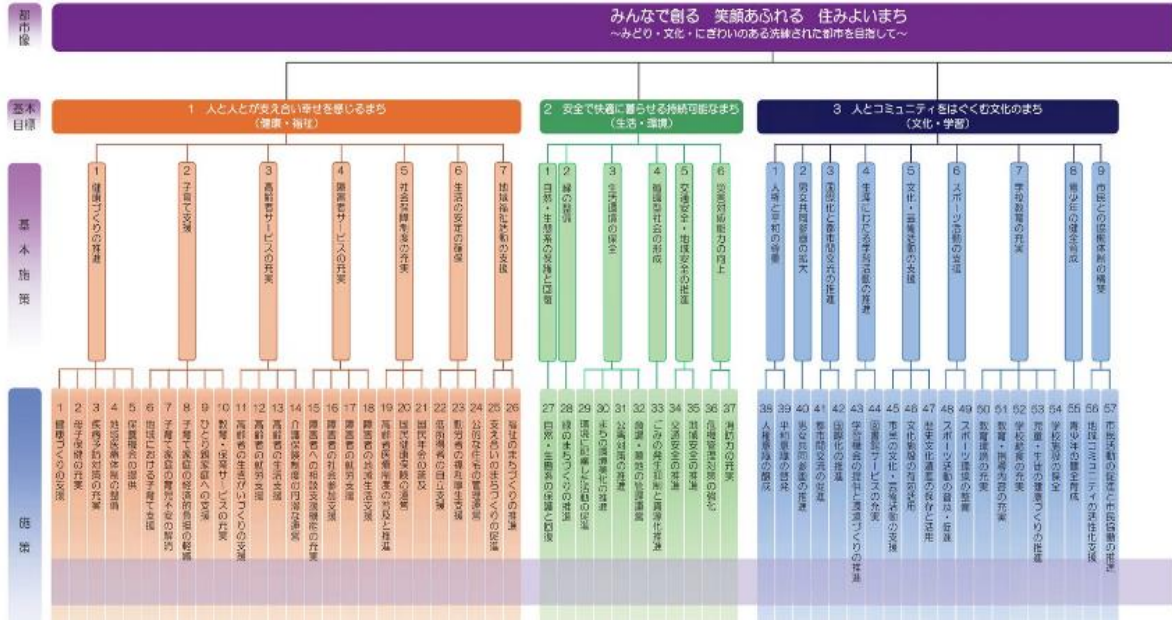 都市像
みんなで創る　笑顔あふれる　住みよいまち
～みどり・文化・にぎわいのある洗練された都市を目指して～
基本目標
1　人と人とが支え合い幸せを感じるまち
（健康・福祉）
2　安全で快適に暮らせる持続可能なまち
（生活・環境）
3　人とコミュニティをはぐくむ文化のまち
（文化・学習）
基本施策
1 健康づくりの推進
2 子育て支援
3 高齢者サービスの充実
4 障害者サービスの充実
5 社会保障制度の充実
6 生活の安定の確保
7 地域福祉活動の支援
1 自然・生態系の保護と回復
2 緑の整備
3 生活環境の保全
4 循環型社会の形成
5 交通安全・地域安全の推進
6 災害対応能力の向上
1 人権と平和の尊重
2 男女共同参画の拡大
3 国際化と都市間交流の推進
4 生涯にわたる学習活動の推進
5 文化・芸術活動の支援
6 スポーツ活動の支援
7 学校教育の充実
8 青少年の健全育成
9 市民との協働体制の構築
施策
1 健康づくりの支援
2 母子保健の充実
3 疾病予防対策の充実
4 地域医療体制の整備
5 保養機会の提供
6 地域における子育て支援
7 子育て家庭の育児不安の解消
8 子育て家庭の経済的負担の軽減
9 ひとり親家庭への支援
10 教育・保育サービスの充実
11 高齢者の生きがいづくりの支援
12 高齢者の就労支援
13 高齢者の生活支援
14 介護保険制度の円滑な運営
15 障害者への相談支援機能の充実
16 障害者の社会参加支援
17 障害者の就労支援
18 障害者の地域生活支援
19 高齢者医療制度の普及と推進
20 国民健康保険の運営
21 国民年金の普及
22 低所得者の自立支援
23 勤労者の福利厚生支援
24 公的な住宅の管理運営
25 支えあいのまちづくりの促進
26 福祉のまちづくりの推進
27 自然・生態系の保護と回復
28 緑のまちづくりの推進
29 環境に配慮した活動の促進
30 まちの環境美化の推進
31 公害対策の推進
32 墓園・墓地の管理運営
33 ごみの発生抑制と資源化推進
34 交通安全の推進
35 地域安全の推進
36 危機管理対策の強化
37 消防力の充実
38 人権意識の醸成
39 平和意識の啓発
40 男女共同参画の推進
41 都市間交流の促進
42 国際化の推進
43 学習機会の提供と環境づくりの推進
44 図書館サービスの充実
45 市民の文化・芸術活動の支援
46 文化施設の有効活用
47 歴史文化遺産の保存と活用
48 スポーツ活動の普及・促進
49 スポーツ環境の整備
50 教育環境の充実
51 教育・指導内容の充実
52 学校給食の充実
53 児童・生徒の健康づくりの推進
54 学校施設の保全
55 青少年の健全育成
56 地域コミュニティの活性化支援
57 市民活動の促進と市民協働の推進